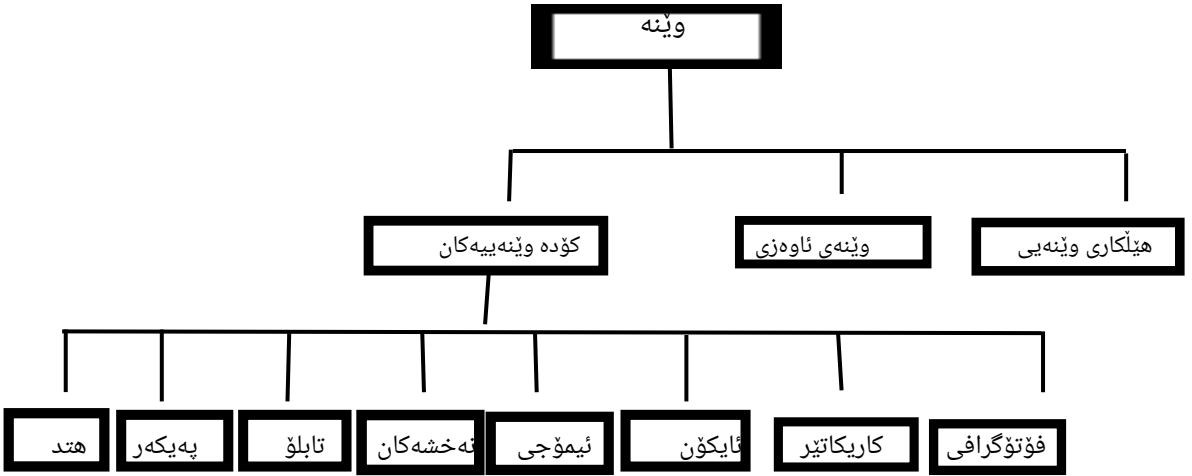 وێنە
هێڵکاری وێنەیی
وێنەی ئاوەزی
کۆدە وێنەییەکان
فۆتۆگرافی
کاریکاتێر
ئایکۆن
ئیمۆجی
نەخشەکان
تابلۆ
پەیکەر
هتد